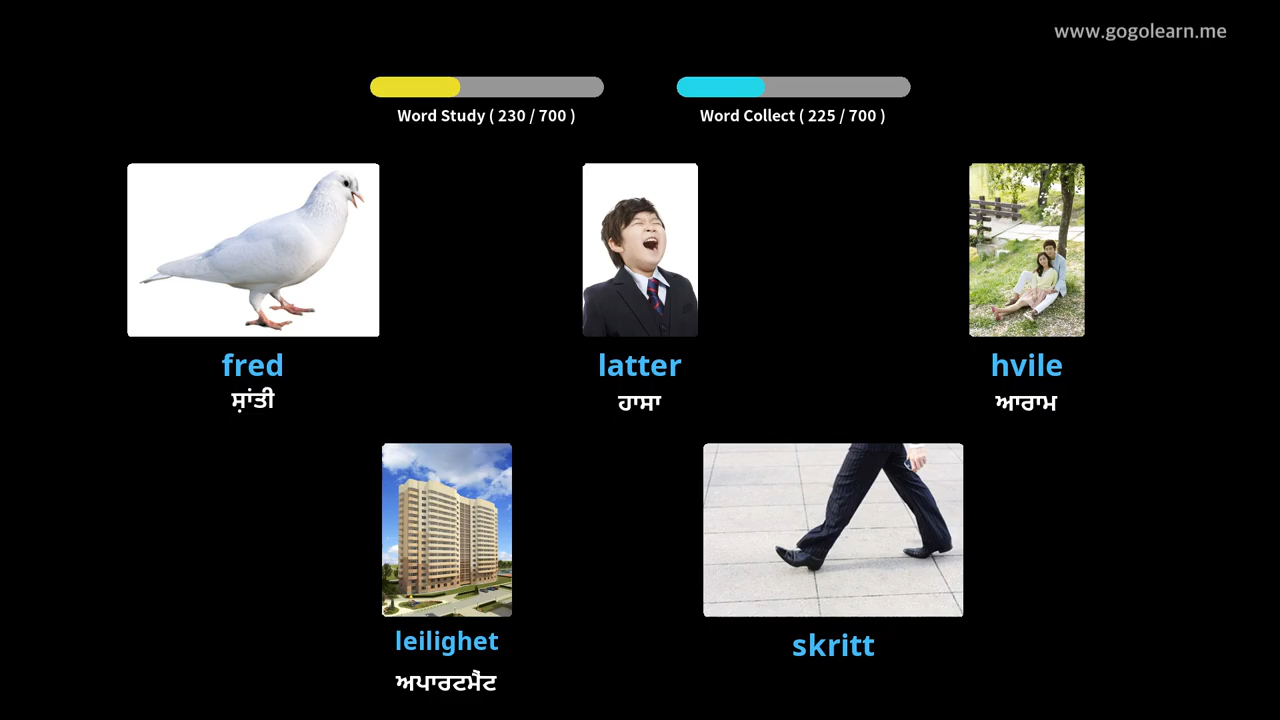 www.gogolearn.me
Word Study ( 230 / 700 )
Word Collect ( 225 / 700 )
fred
ਸ਼ਾਂਤੀ
latter
ਹਾਸਾ
hvile
ਆਰਾਮ
leilighet
ਅਪਾਰਟਮੈਂਟ
skritt